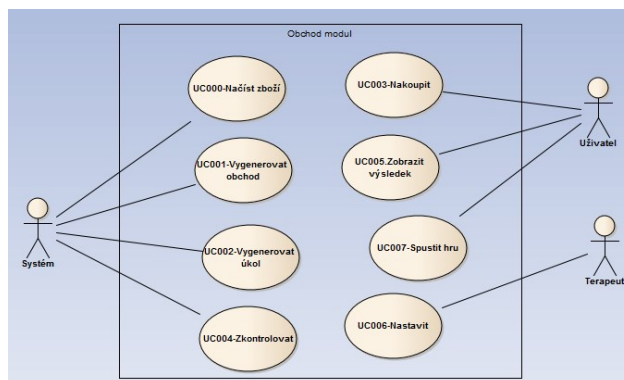 Obchod modul
UC000-Načíst zboží
UC003-Nakoupit
UC001-Vygenerovat
obchod
UC005.Zobrazit
výsledek
UC002-Vygenerovat
úkol
UC007-Spustit hru
UC004-Zkontrolovat
UC006-Nastavit
Systém
Uživatel
Terapeut